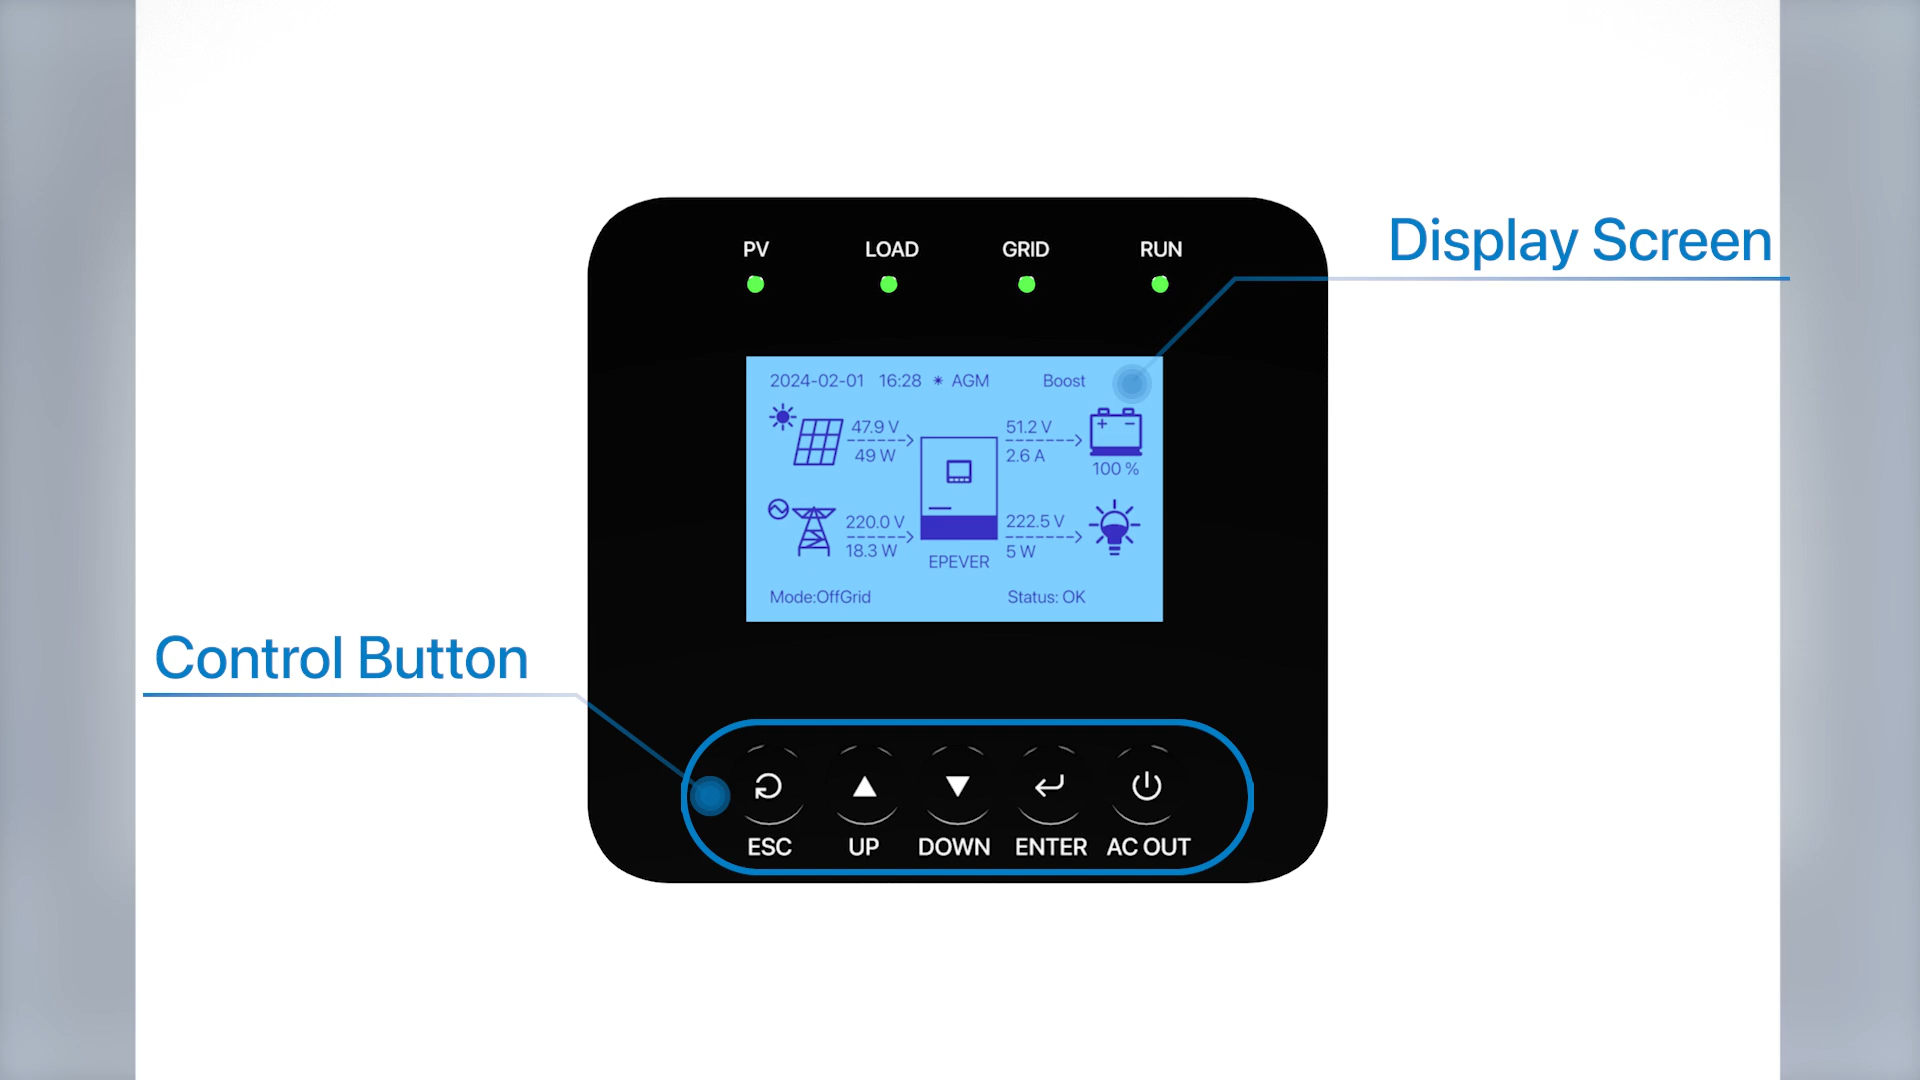 PV LOAD GRID RUN
Display Screen
2024-02-01 16:28 ☀ AGM Boost
47.9 V 51.2 V
49 W 2.6 A
100 %
220.0 V 222.5 V
18.3 W 5 W
EPEVER
Mode:OffGrid Status: OK
Control Button
ESC UP DOWN ENTER AC OUT